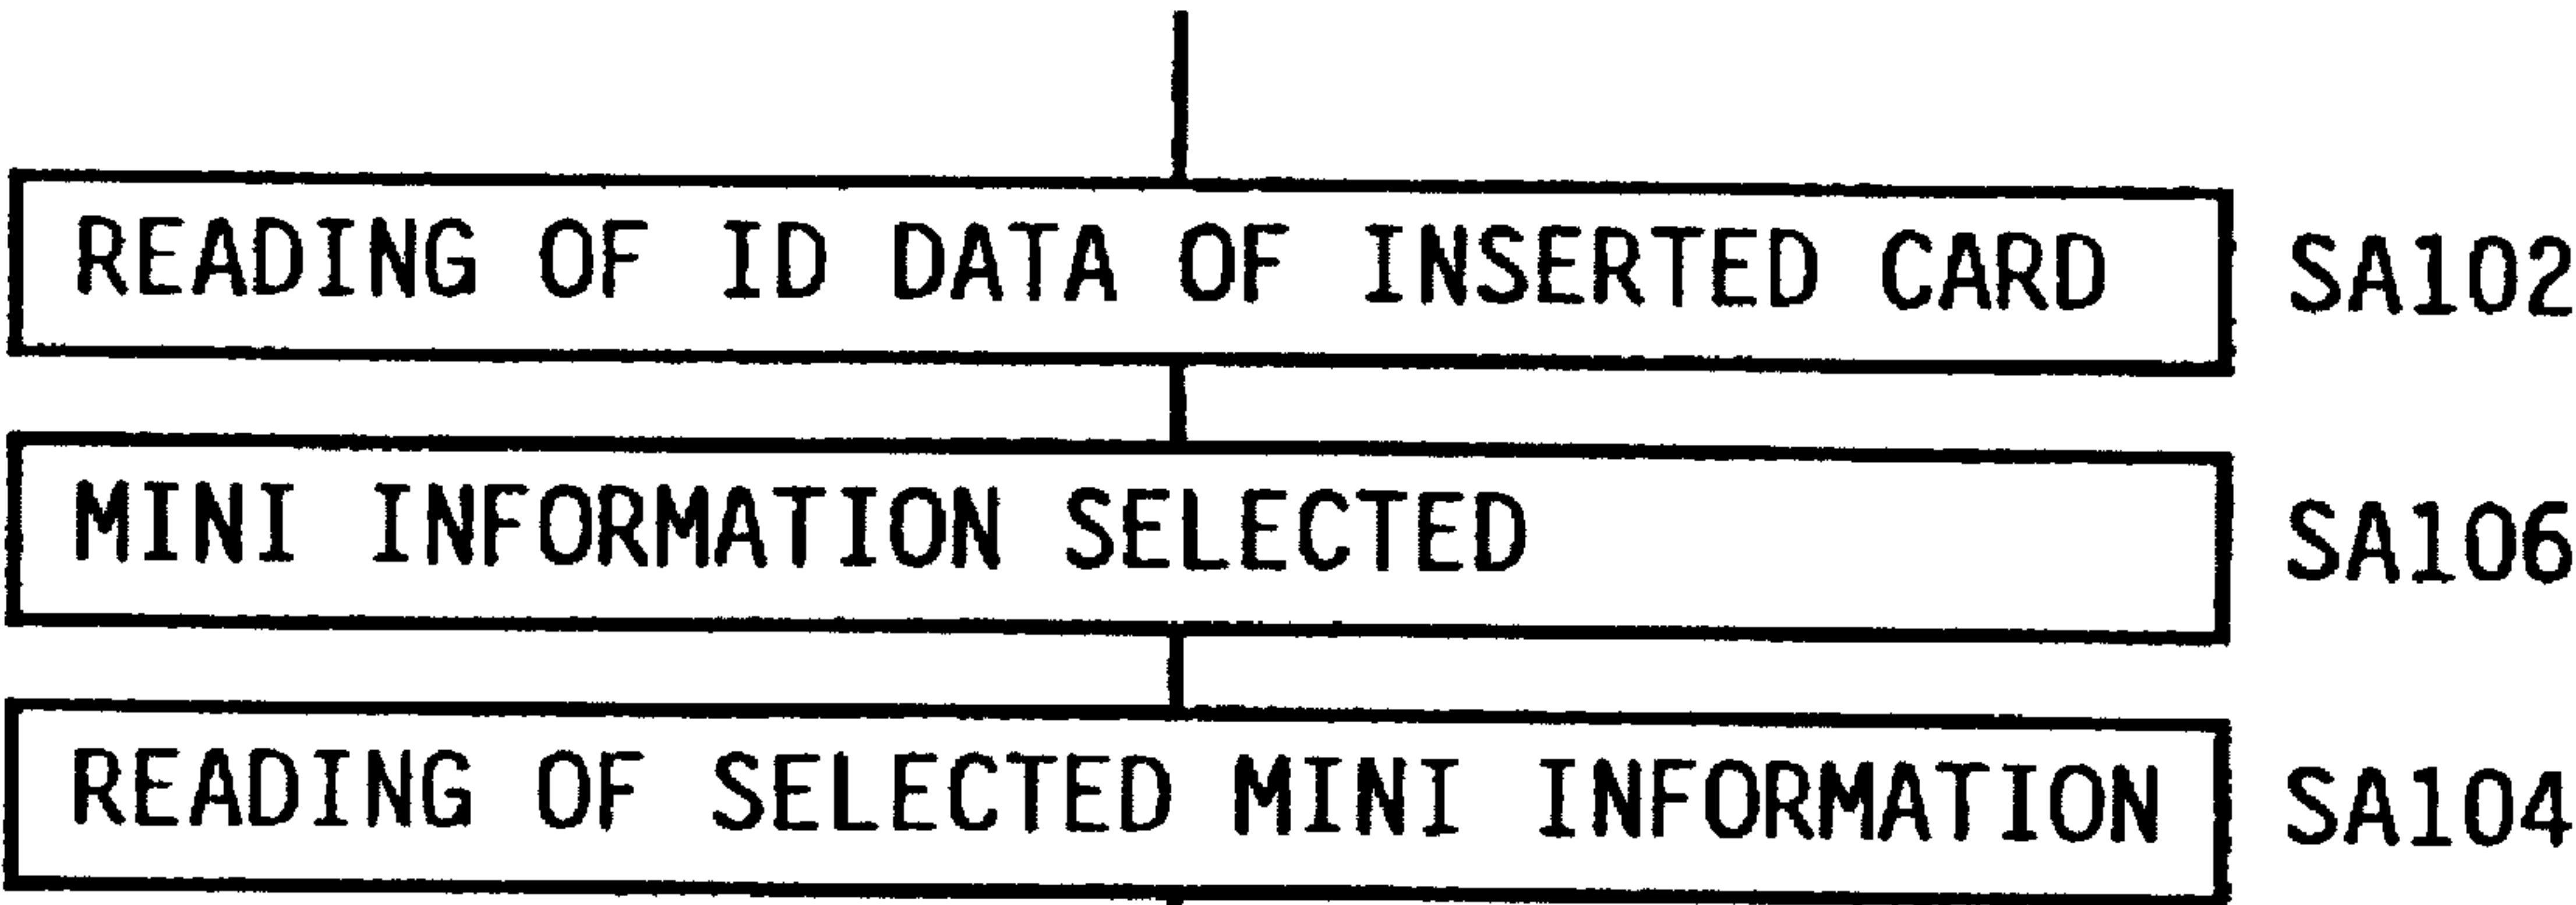 READING OF ID DATA OF INSERTED CARD SA102
MINI INFORMATION SELECTED SA106
READING OF SELECTED MINI INFORMATION SA104